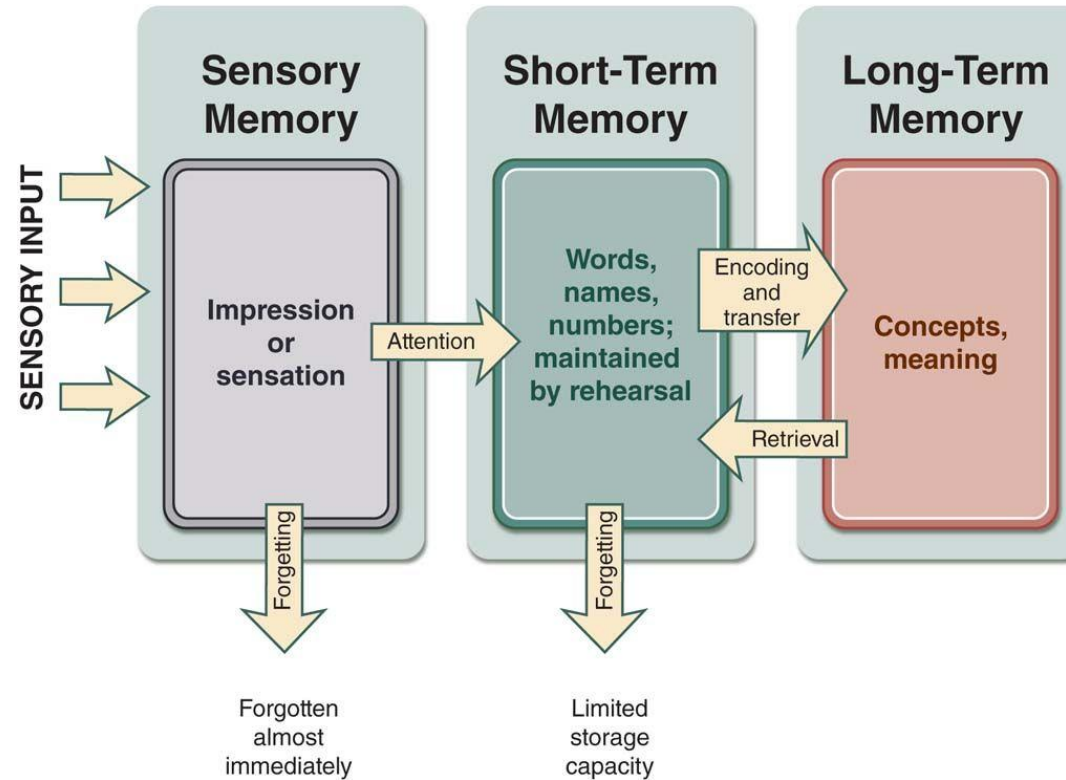 Sensory
Memory
Short-Term
Memory
Long-Term
Memory
SENSORY INPUT
Impression
or
sensation
Attention
Words,
names,
numbers;
maintained
by rehearsal
Encoding
and
transfer
Retrieval
Concepts,
meaning
Forgetting
Forgetting
Forgotten
almost
immediately
Limited
storage
capacity